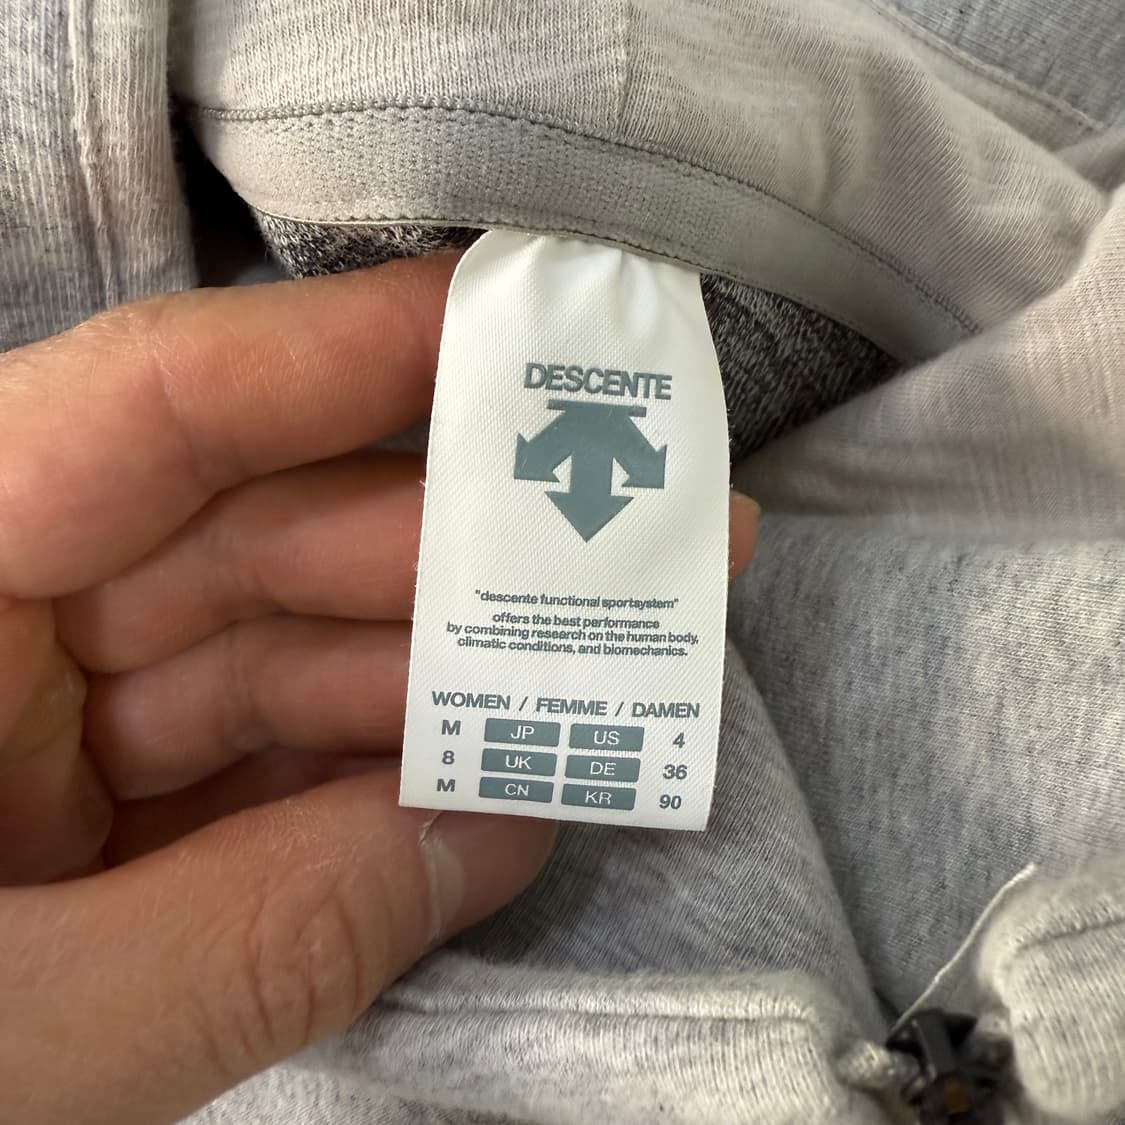 DESCENTE
"descente functional sportsystem"
offers the best performance
by combining research on the human body,
climatic conditions, and biomechanics.
WOMEN / FEMME / DAMEN
M JP US 4
8 UK DE 36
M CN KR 90